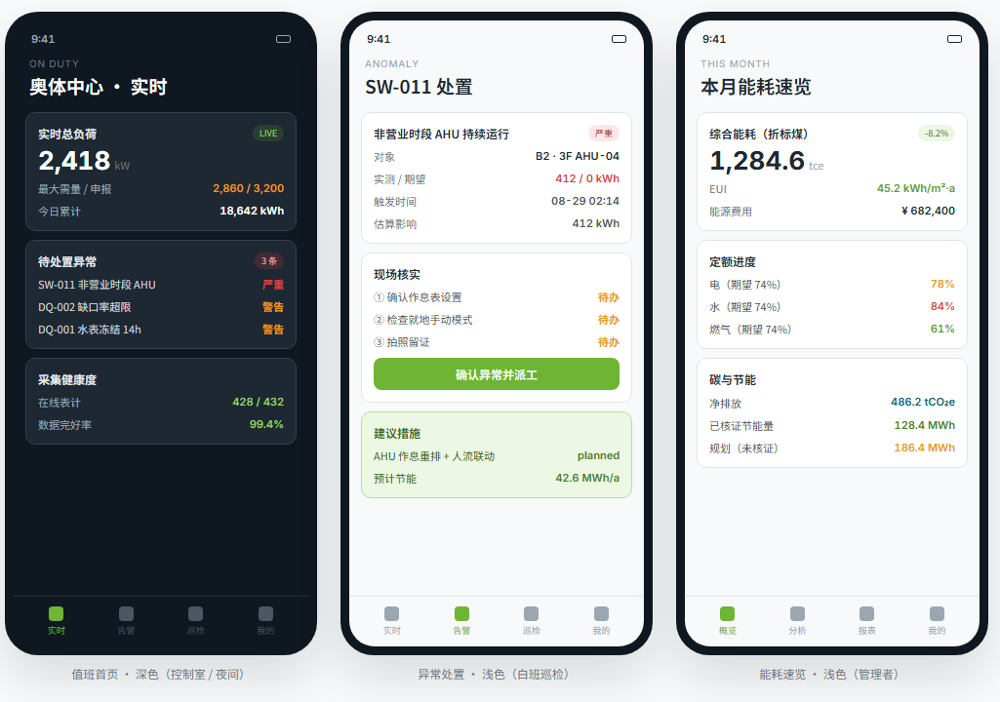 9:41
ON DUTY
奥体中心 · 实时
实时总负荷 LIVE
2,418 kW
最大需量 / 申报 2,860 / 3,200
今日累计 18,642 kWh
待处置异常 3 条
SW-011 非营业时段 AHU 严重
DQ-002 缺口率超限 警告
DQ-001 水表冻结 14h 警告
采集健康度
在线表计 428 / 432
数据完好率 99.4%
实时 告警 巡检 我的
值班首页 · 深色（控制室 / 夜间）
9:41
ANOMALY
SW-011 处置
非营业时段 AHU 持续运行 严重
对象 B2 · 3F AHU-04
实测 / 期望 412 / 0 kWh
触发时间 08-29 02:14
估算影响 412 kWh
现场核实
① 确认作息表设置 待办
② 检查就地手动模式 待办
③ 拍照留证 待办
确认异常并派工
建议措施
AHU 作息重排 + 人流联动 planned
预计节能 42.6 MWh/a
实时 告警 巡检 我的
异常处置 · 浅色（白班巡检）
9:41
THIS MONTH
本月能耗速览
综合能耗（折标煤） -8.2%
1,284.6 tce
EUI 45.2 kWh/m²·a
能源费用 ¥ 682,400
定额进度
电（期望 74%） 78%
水（期望 74%） 84%
燃气（期望 74%） 61%
碳与节能
净排放 486.2 tCO₂e
已核证节能量 128.4 MWh
规划（未核证） 186.4 MWh
概览 分析 报表 我的
能耗速览 · 浅色（管理者）